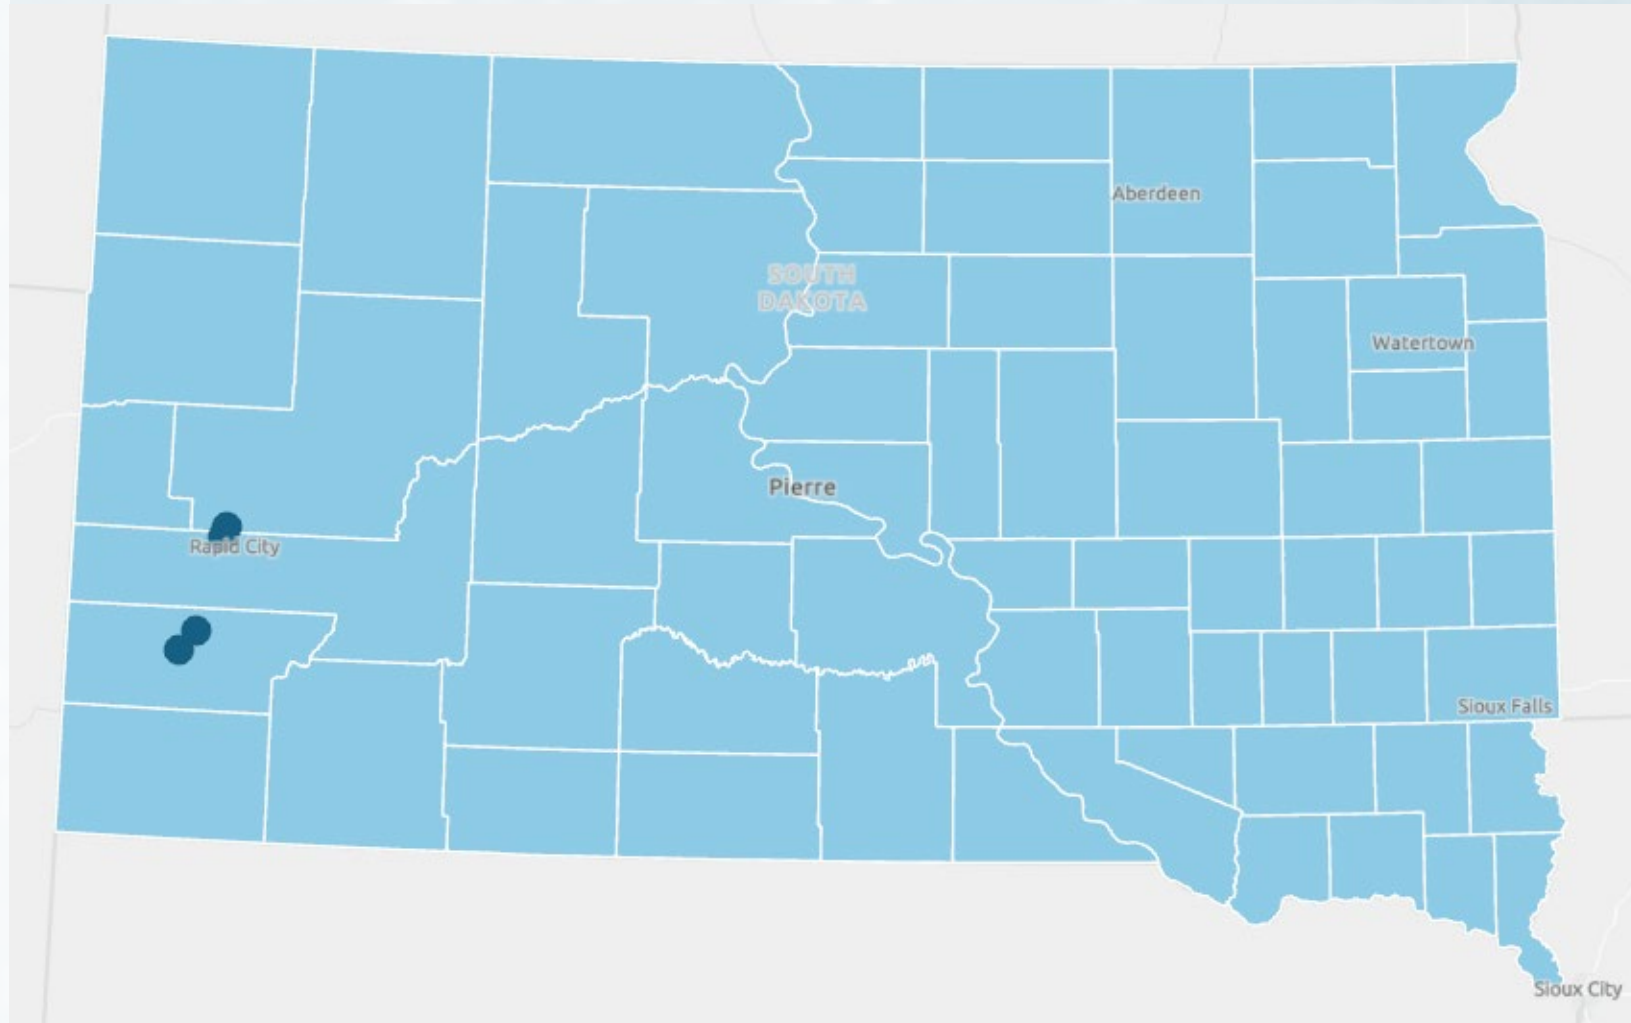 Aberdeen
SOUTH
DAKOTA
Watertown
Pierre
Rapid City
Sioux Falls
Sioux City